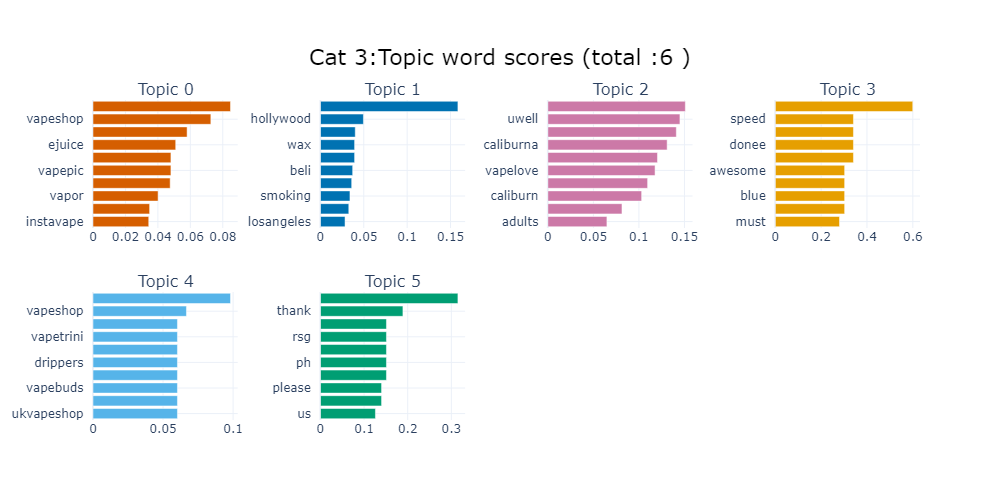 Cat 3:Topic word scores (total :6 )
Topic 0
vapeshop
ejuice
vapepic
vapor
instavape
0 0.02 0.04 0.06 0.08
Topic 1
hollywood
wax
beli
smoking
losangeles
0 0.05 0.1 0.15
Topic 2
uwell
caliburna
vapelove
caliburn
adults
0 0.05 0.1 0.15
Topic 3
speed
donee
awesome
blue
must
0 0.2 0.4 0.6
Topic 4
vapeshop
vapetrini
drippers
vapebuds
ukvapeshop
0 0.05 0.1
Topic 5
thank
rsg
ph
please
us
0 0.1 0.2 0.3